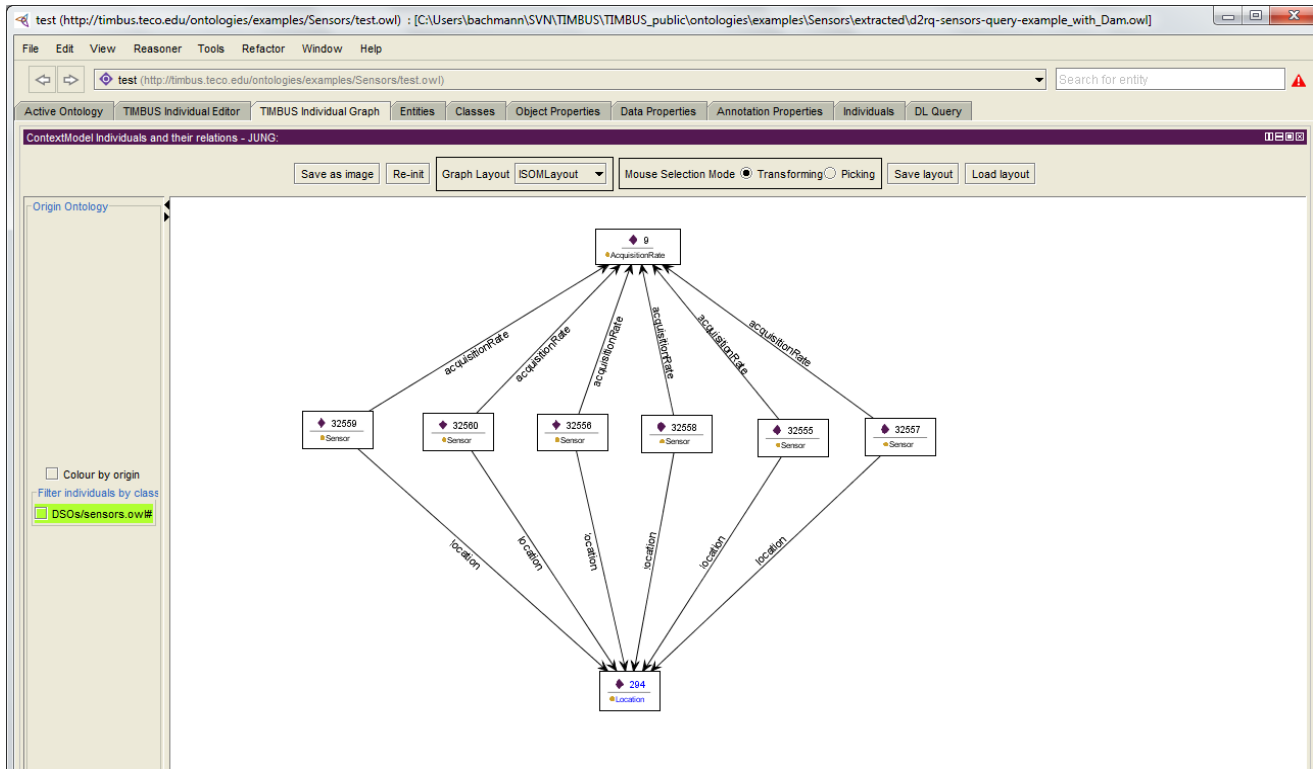 test (http://timbus.teco.edu/ontologies/examples/Sensors/test.owl) : [C:\Users\bachmann\SVN\TIMBUS\TIMBUS_public\ontologies\examples\Sensors\extracted\d2rq-sensors-query-example_with_Dam.owl]
File Edit View Reasoner Tools Refactor Window Help
test (http://timbus.teco.edu/ontologies/examples/Sensors/test.owl) Search for entity
Active Ontology TIMBUS Individual Editor TIMBUS Individual Graph Entities Classes Object Properties Data Properties Annotation Properties Individuals DL Query
ContextModel Individuals and their relations - JUNG:
Save as image Re-init Graph Layout ISOMLayout Mouse Selection Mode Transforming Picking Save layout Load layout
Origin Ontology
9
AcquisitionRate
acquisitionRate acquisitionRate acquisitionRate acquisitionRate acquisitionRate acquisitionRate
32559 32560 32556 32558 32555 32557
Sensor Sensor Sensor Sensor Sensor Sensor
Colour by origin
Filter individuals by class
DSOs/sensors.owl#
location location location location location location
294
Location